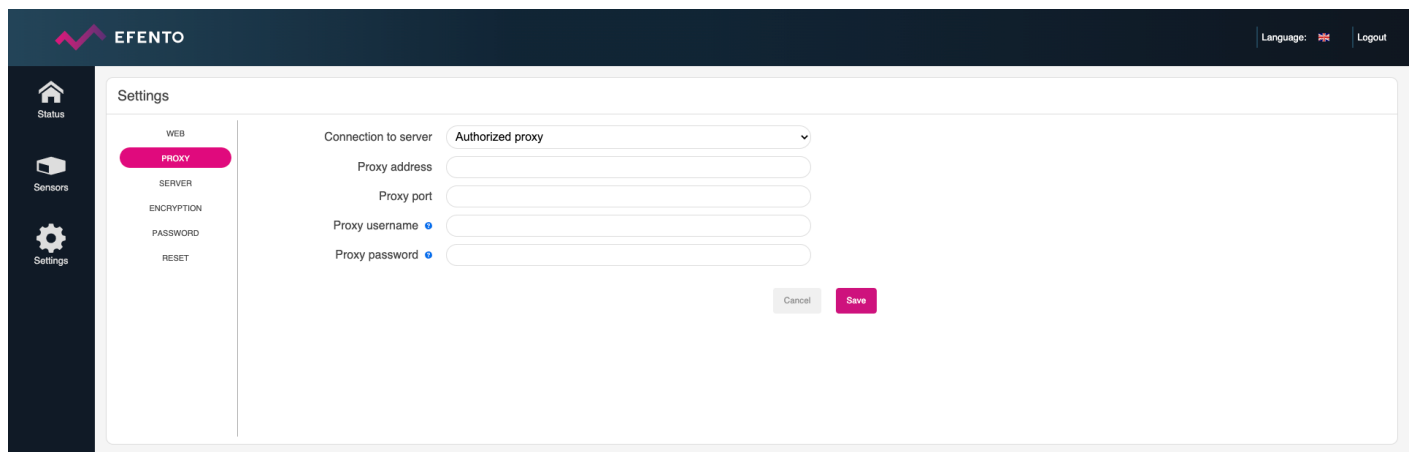 EFENTO
Language:
Logout
Status
Sensors
Settings
Settings
WEB
PROXY
SERVER
ENCRYPTION
PASSWORD
RESET
Connection to server
Authorized proxy
Proxy address
Proxy port
Proxy username ?
Proxy password ?
Cancel
Save